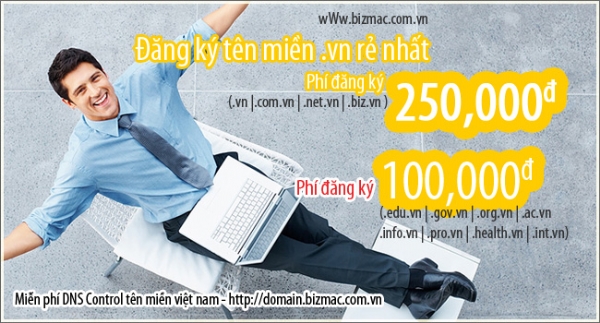 wWw.bizmac.com.vn
Đăng ký tên miền .vn rẻ nhất
Phí đăng ký
(.vn | .com.vn | .net.vn | .biz.vn )
250,000đ
Phí đăng ký
100,000đ
(.edu.vn | .gov.vn | .org.vn | .ac.vn
.info.vn | .pro.vn | .health.vn | .int.vn)
Miễn phí DNS Control tên miền việt nam - http://domain.bizmac.com.vn